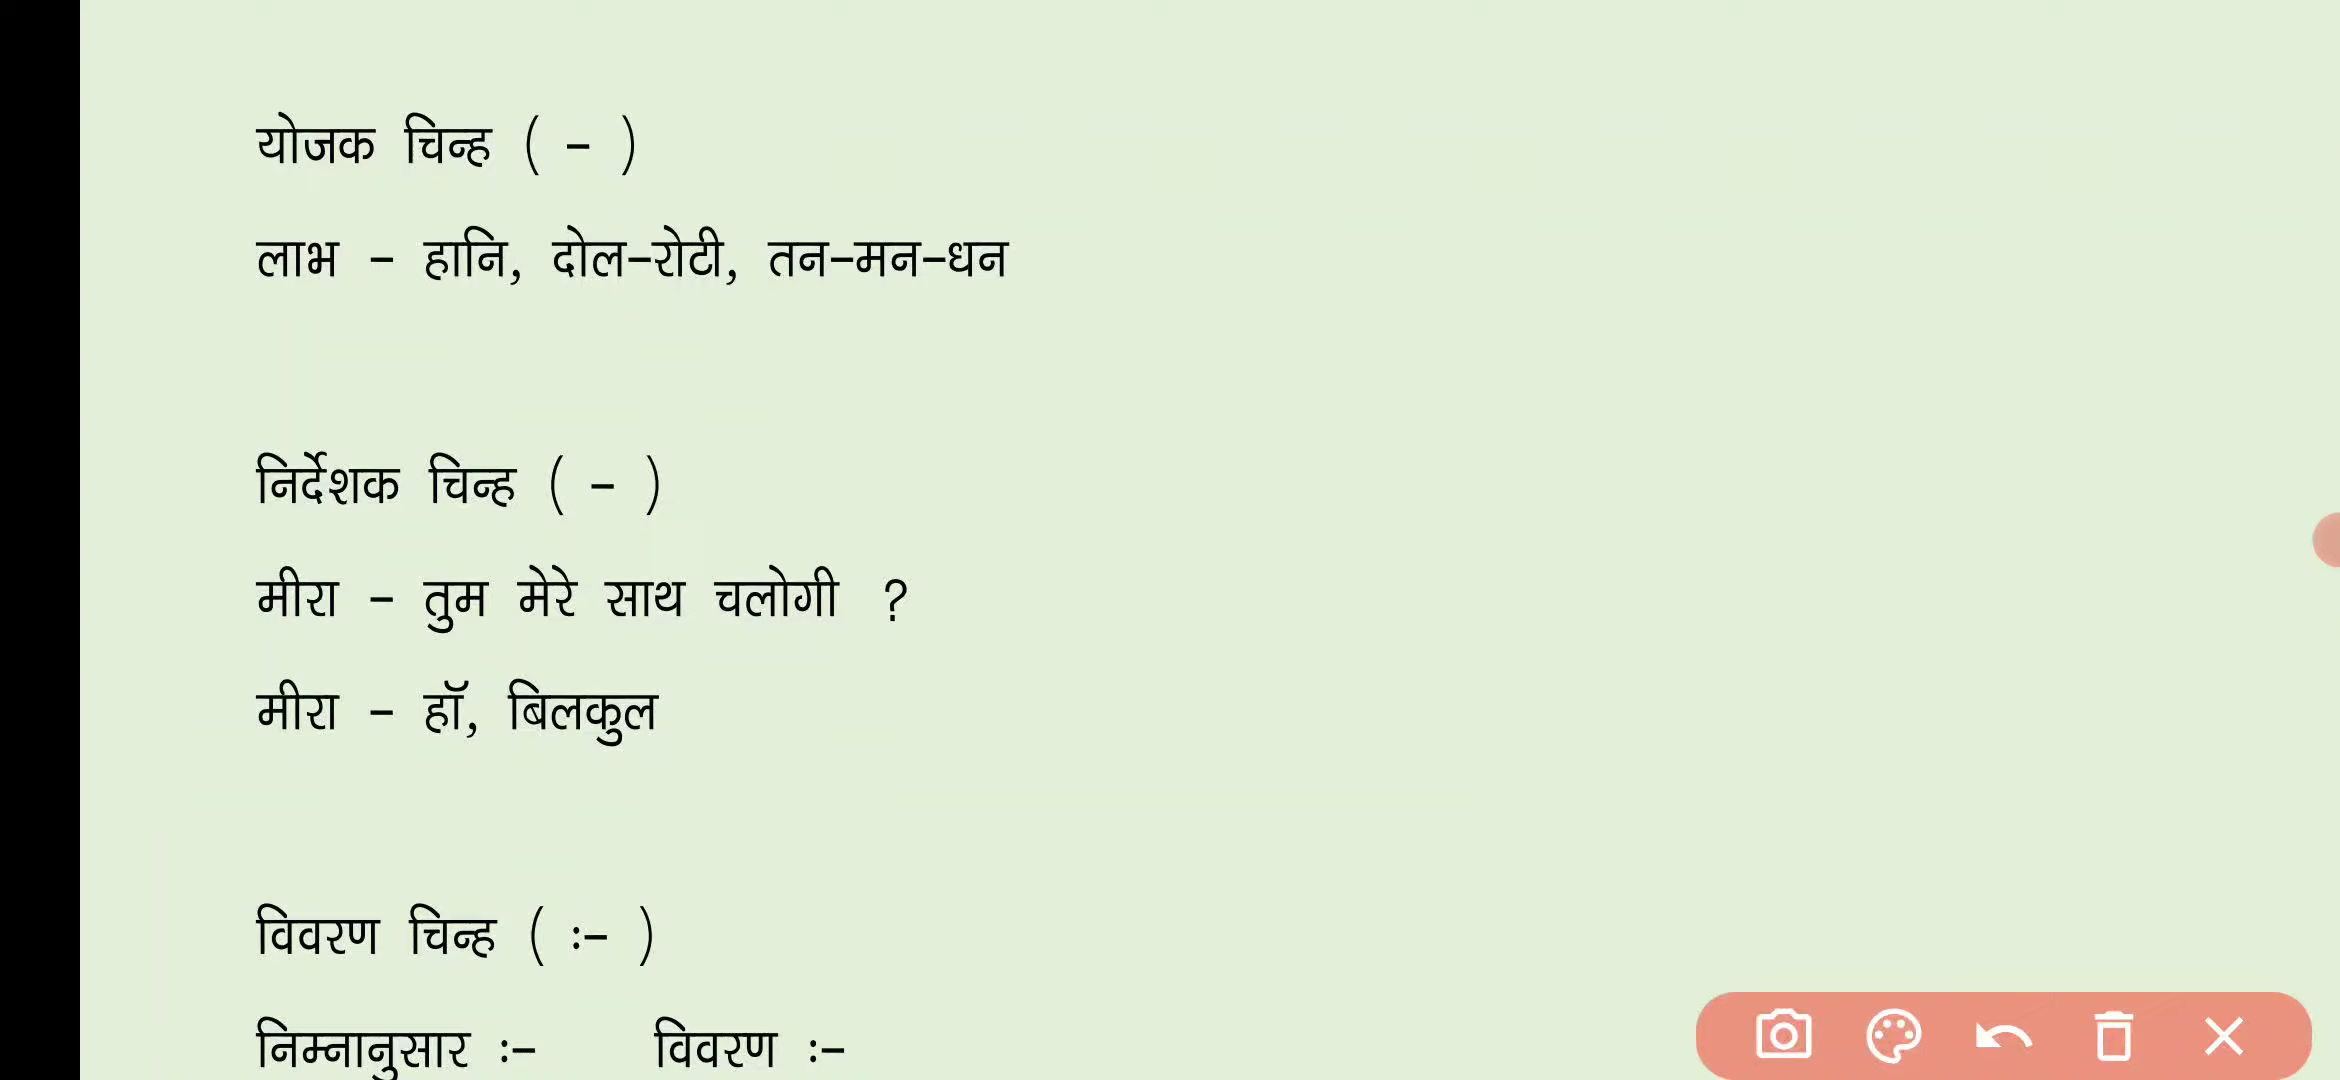 योजक चिन्ह ( - )
लाभ - हानि, दोल-रोटी, तन-मन-धन
निर्देशक चिन्ह ( - )
मीरा - तुम मेरे साथ चलोगी ?
मीरा - हॉ, बिलकुल
विवरण चिन्ह ( :- )
निम्नानुसार :- विवरण :-